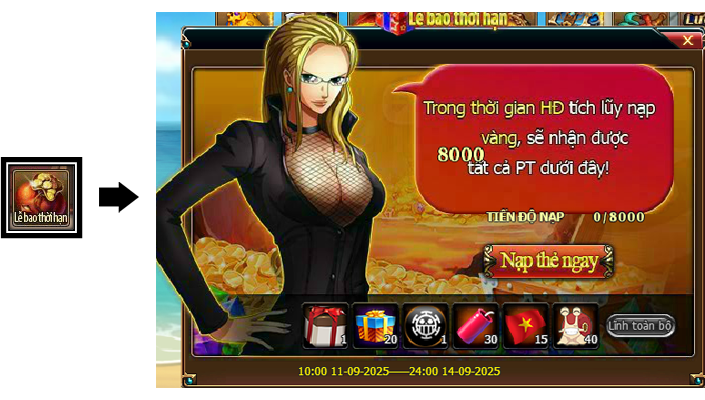 Lễ bao thời hạn
Lễ bao thời hạn
X
Trong thời gian HĐ tích lũy nạp
8000 vàng, sẽ nhận được
tất cả PT dưới đây!
TIẾN ĐỘ NẠP 0/8000
Nạp thẻ ngay
1 20 1 30 15 40
Lĩnh toàn bộ
10:00 11-09-2025——24:00 14-09-2025